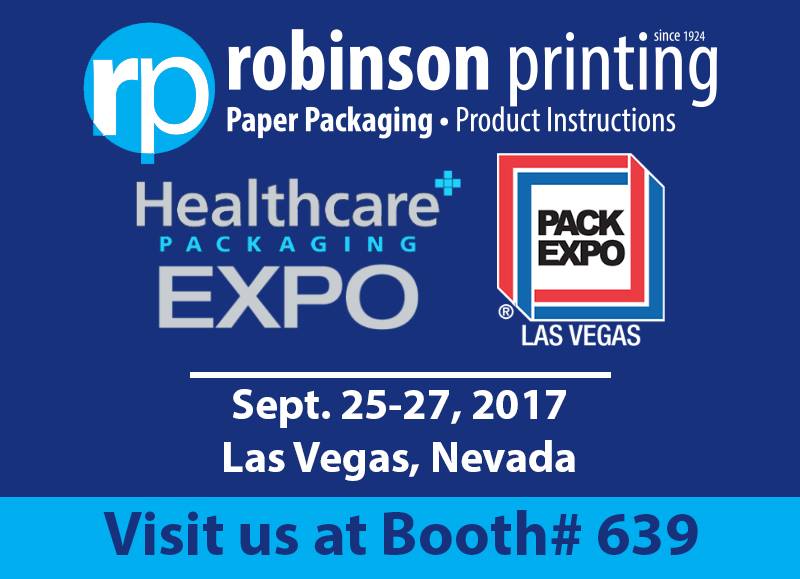 rp
since 1924
robinson printing
Paper Packaging • Product Instructions
Healthcare+
PACKAGING
EXPO
PACK
EXPO
®
LAS VEGAS
Sept. 25-27, 2017
Las Vegas, Nevada
Visit us at Booth# 639